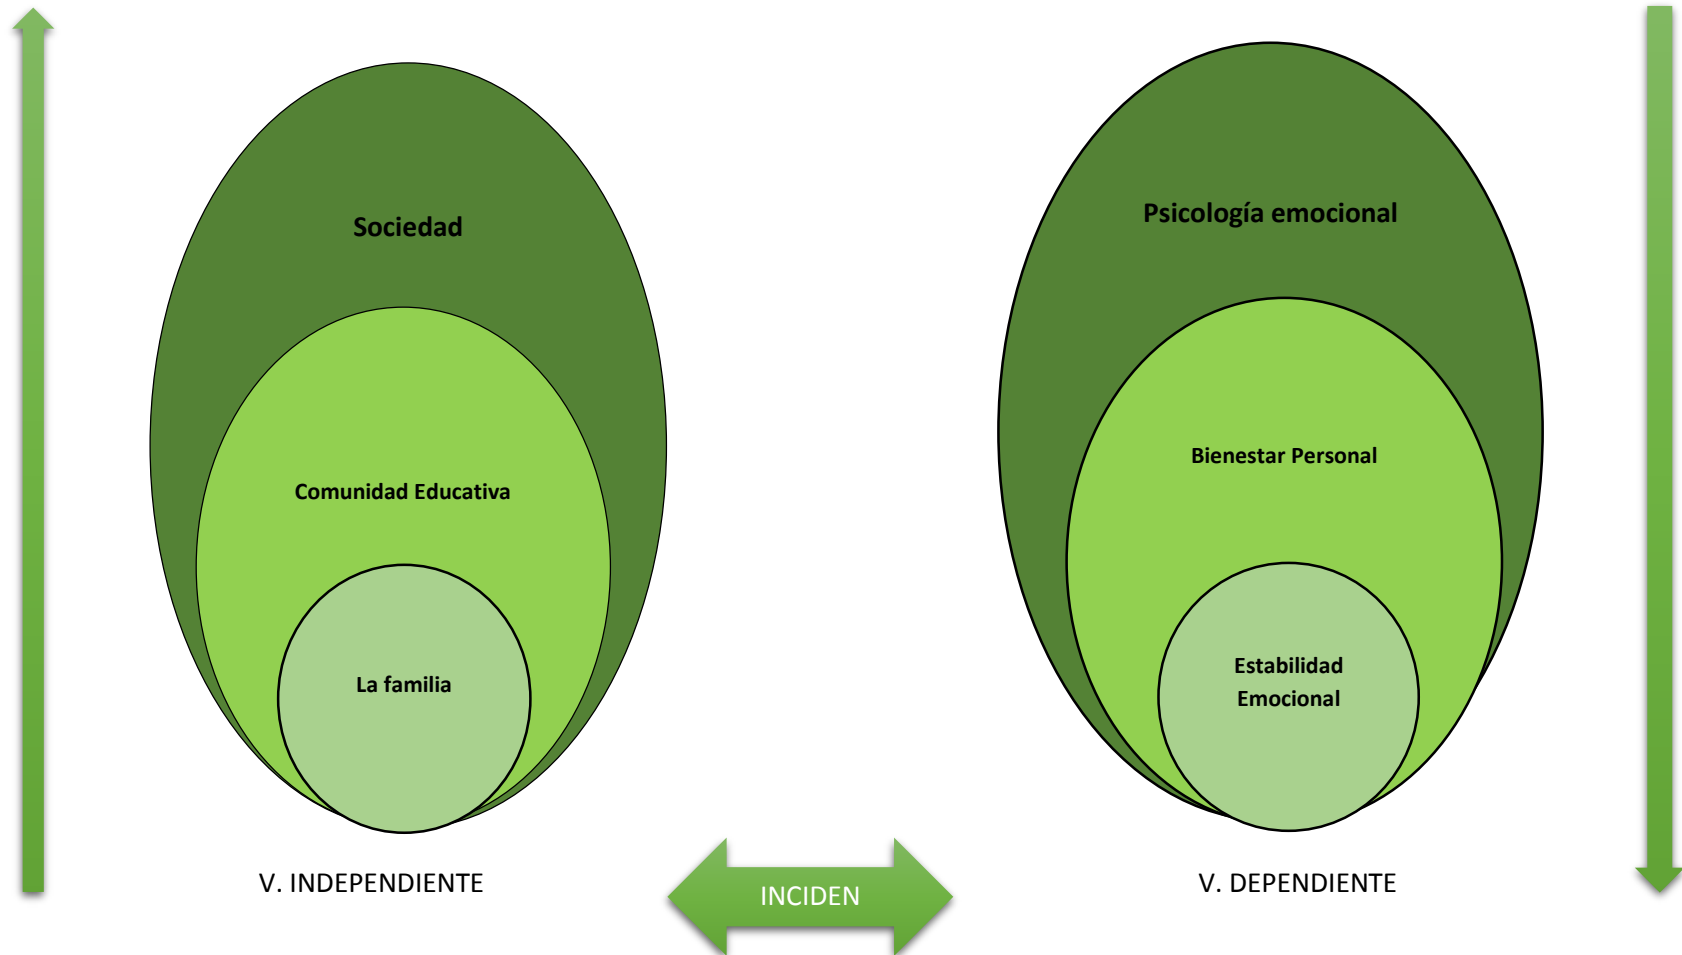 Sociedad
Comunidad Educativa
La familia
V. INDEPENDIENTE
INCIDEN
Psicología emocional
Bienestar Personal
Estabilidad
Emocional
V. DEPENDIENTE